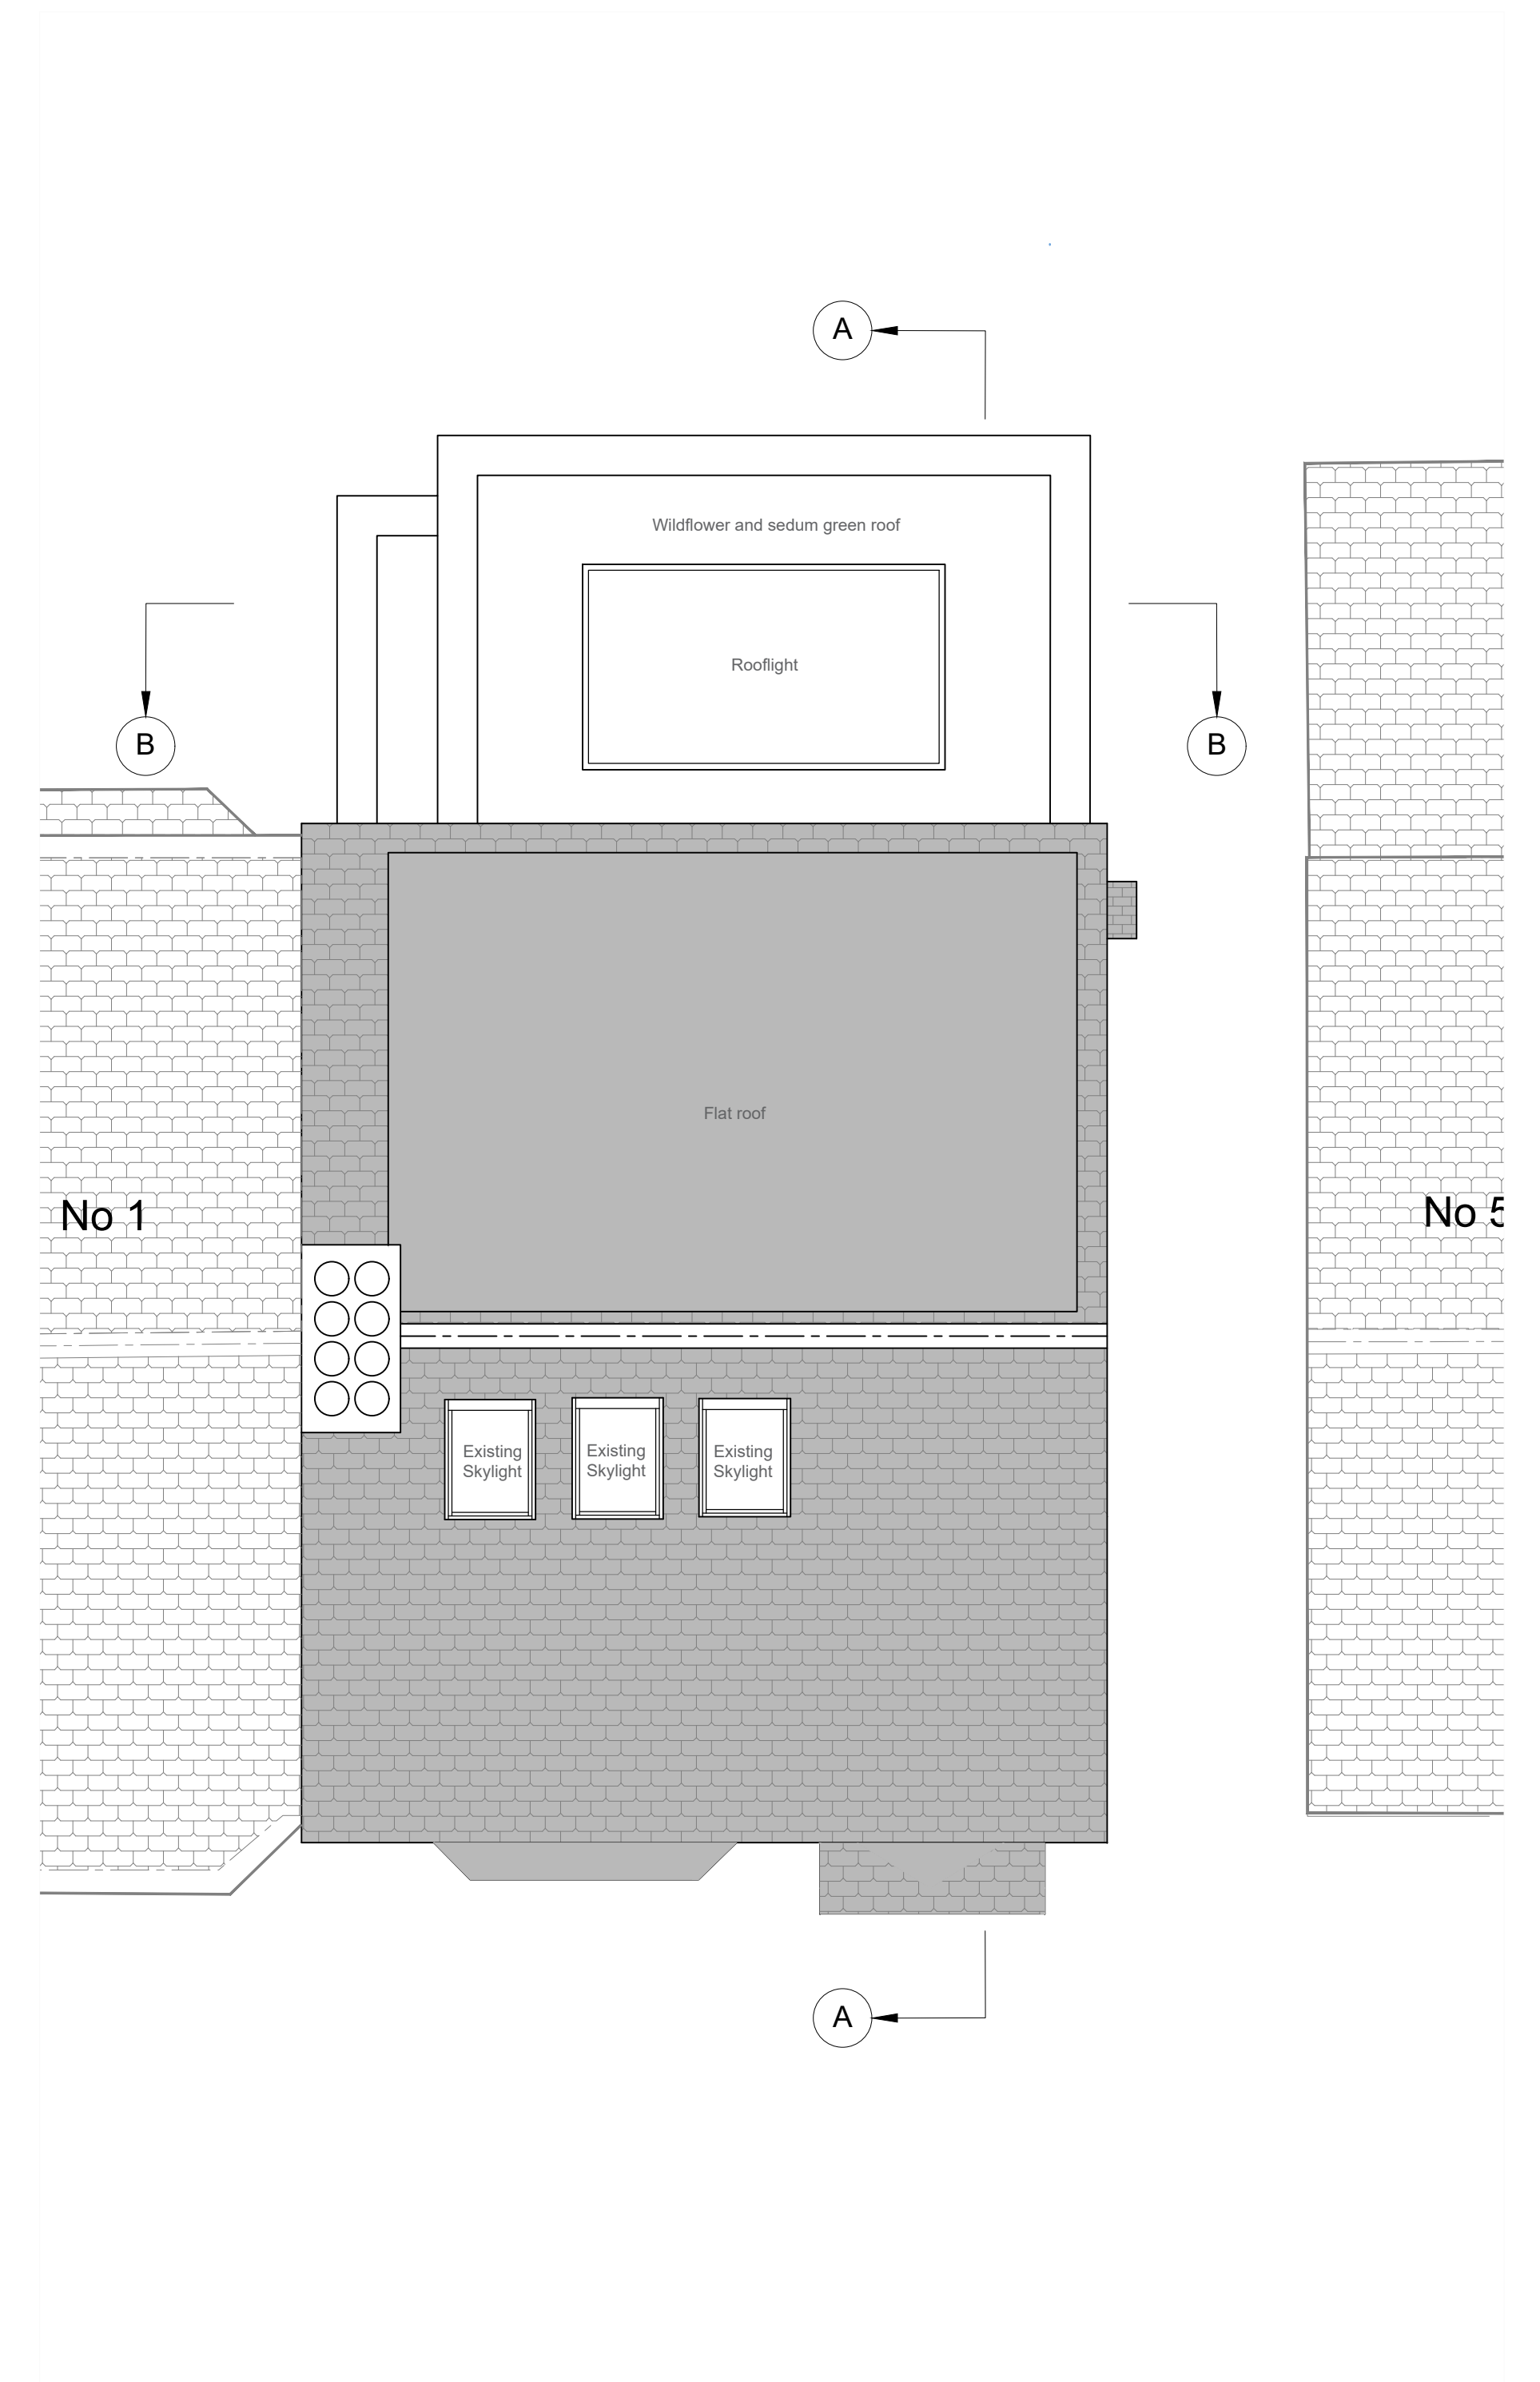 A
Wildflower and sedum green roof
Rooflight
B
B
Flat roof
No 1
No 5
Existing
Skylight
Existing
Skylight
Existing
Skylight
A